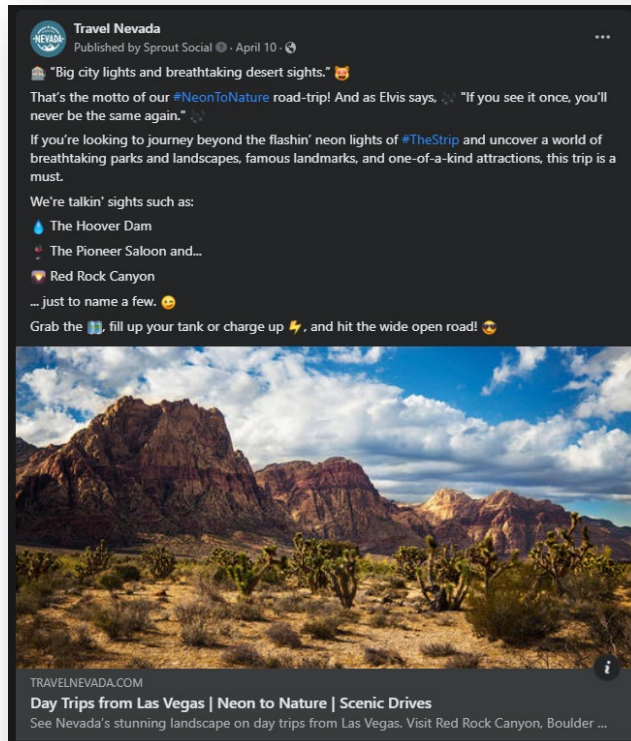 Travel Nevada
Published by Sprout Social · April 10 ·
NEVADA
🏨 "Big city lights and breathtaking desert sights." 😻
That's the motto of our #NeonToNature road-trip! And as Elvis says, 🎶 "If you see it once, you'll
never be the same again." 🎶
If you're looking to journey beyond the flashin' neon lights of #TheStrip and uncover a world of
breathtaking parks and landscapes, famous landmarks, and one-of-a-kind attractions, this trip is a
must.
We're talkin' sights such as:
💧 The Hoover Dam
🍷 The Pioneer Saloon and...
🌄 Red Rock Canyon
... just to name a few. 😉
Grab the 🗺️, fill up your tank or charge up ⚡, and hit the wide open road! 😎
TRAVELNEVADA.COM
Day Trips from Las Vegas | Neon to Nature | Scenic Drives
See Nevada's stunning landscape on day trips from Las Vegas. Visit Red Rock Canyon, Boulder ...